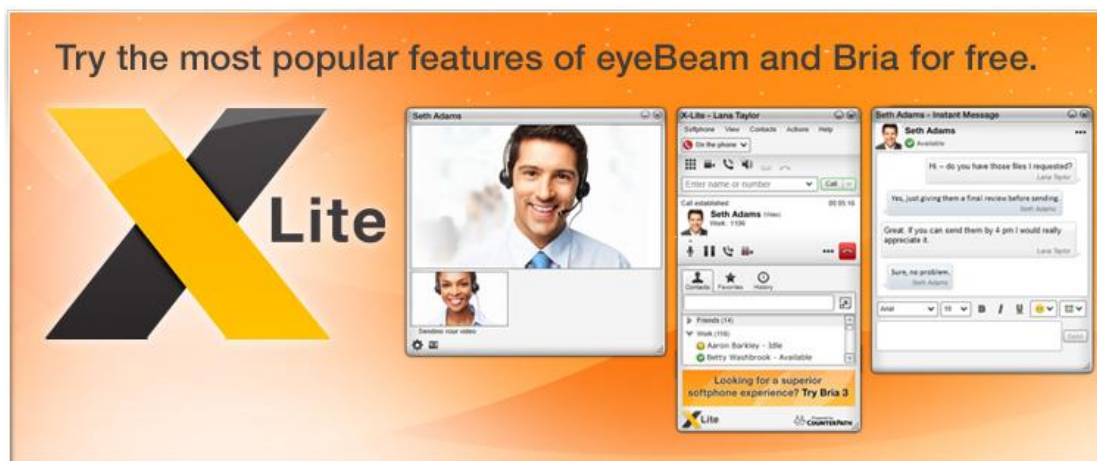 Try the most popular features of eyeBeam and Bria for free.
X Lite
Seth Adams
Sending your video
X-Lite - Lana Taylor
Softphone View Contacts Actions Help
On the phone
Enter name or number
Call
Call established 00:05:16
Seth Adams (Video)
Work: 1106
Contacts Favorites History
Friends (14)
Work (116)
Aaron Barkley - Idle
Betty Washbrook - Available
Looking for a superior
softphone experience? Try Bria 3
X Lite
Powered by
COUNTERPATH
Seth Adams - Instant Message
Seth Adams
Available
Hi – do you have those files I requested?
Lana Taylor
Yes, just giving them a final review before sending.
Seth Adams
Great. If you can send them by 4 pm I would really
appreciate it.
Lana Taylor
Sure, no problem.
Seth Adams
Arial 10 B I U
Send